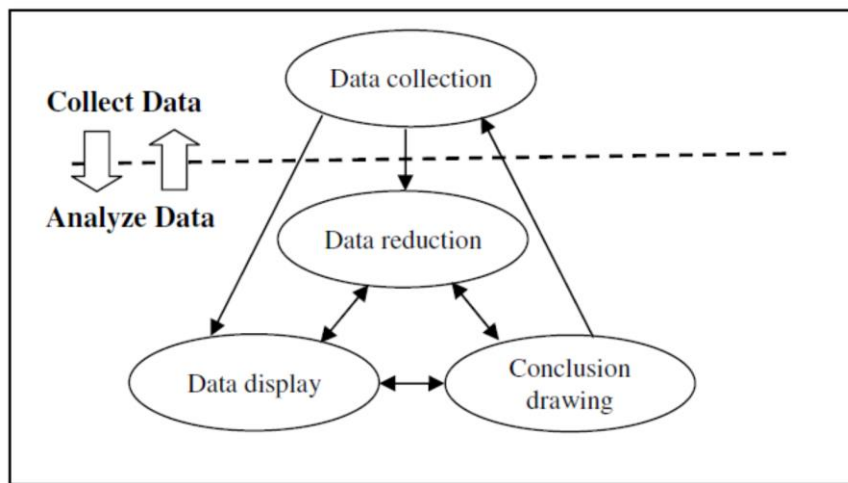 Data collection
Collect Data
Analyze Data
Data reduction
Data display
Conclusion
drawing